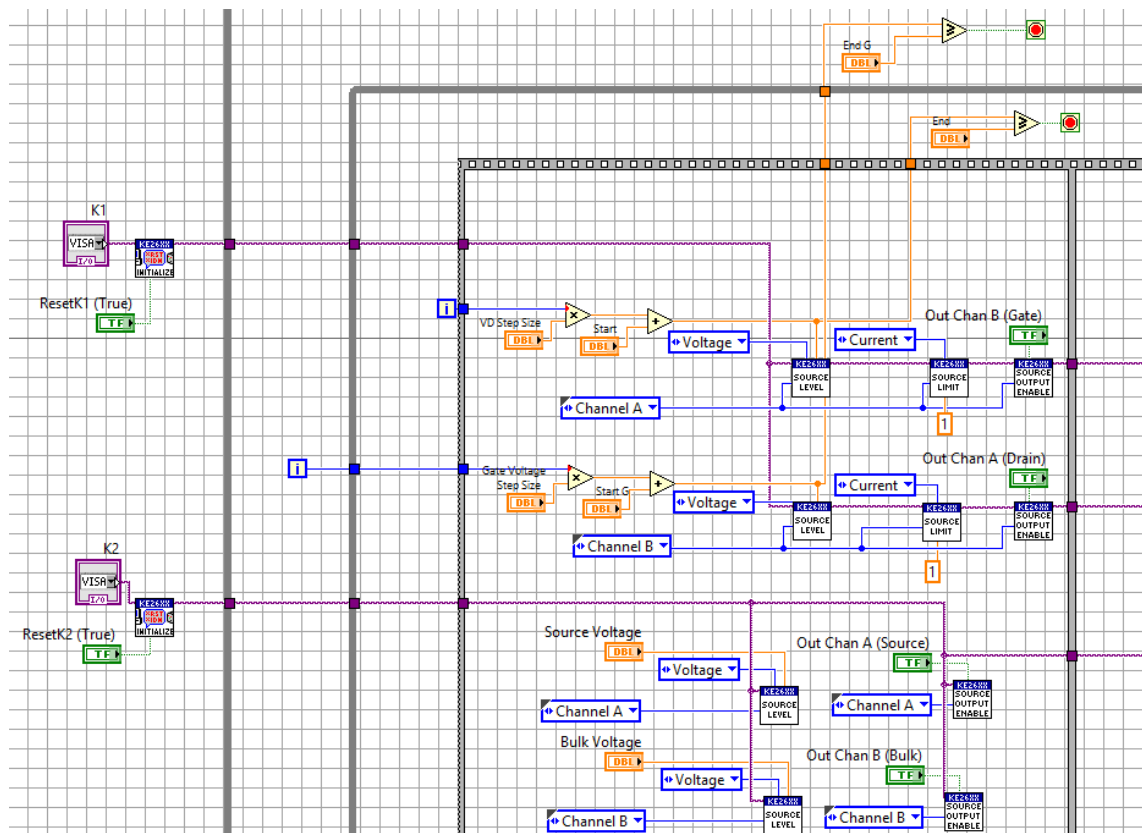 End G
DBL
End
DBL
K1
VISA
I/O
KE26XX
INITIALIZE
ResetK1 (True)
TF
i
VD Step Size
DBL
×
Start
DBL
+
Voltage
KE26XX
SOURCE
LEVEL
Current
KE26XX
SOURCE
LIMIT
1
Out Chan B (Gate)
TF
KE26XX
SOURCE
OUTPUT
ENABLE
Channel A
i
Gate Voltage
Step Size
DBL
×
Start G
DBL
+
Voltage
KE26XX
SOURCE
LEVEL
Current
KE26XX
SOURCE
LIMIT
1
Out Chan A (Drain)
TF
KE26XX
SOURCE
OUTPUT
ENABLE
Channel B
K2
VISA
I/O
KE26XX
INITIALIZE
ResetK2 (True)
TF
Source Voltage
DBL
Voltage
KE26XX
SOURCE
LEVEL
Channel A
Out Chan A (Source)
TF
Channel A
KE26XX
SOURCE
OUTPUT
ENABLE
Bulk Voltage
DBL
Voltage
KE26XX
SOURCE
LEVEL
Channel B
Out Chan B (Bulk)
TF
Channel B
KE26XX
SOURCE
OUTPUT
ENABLE